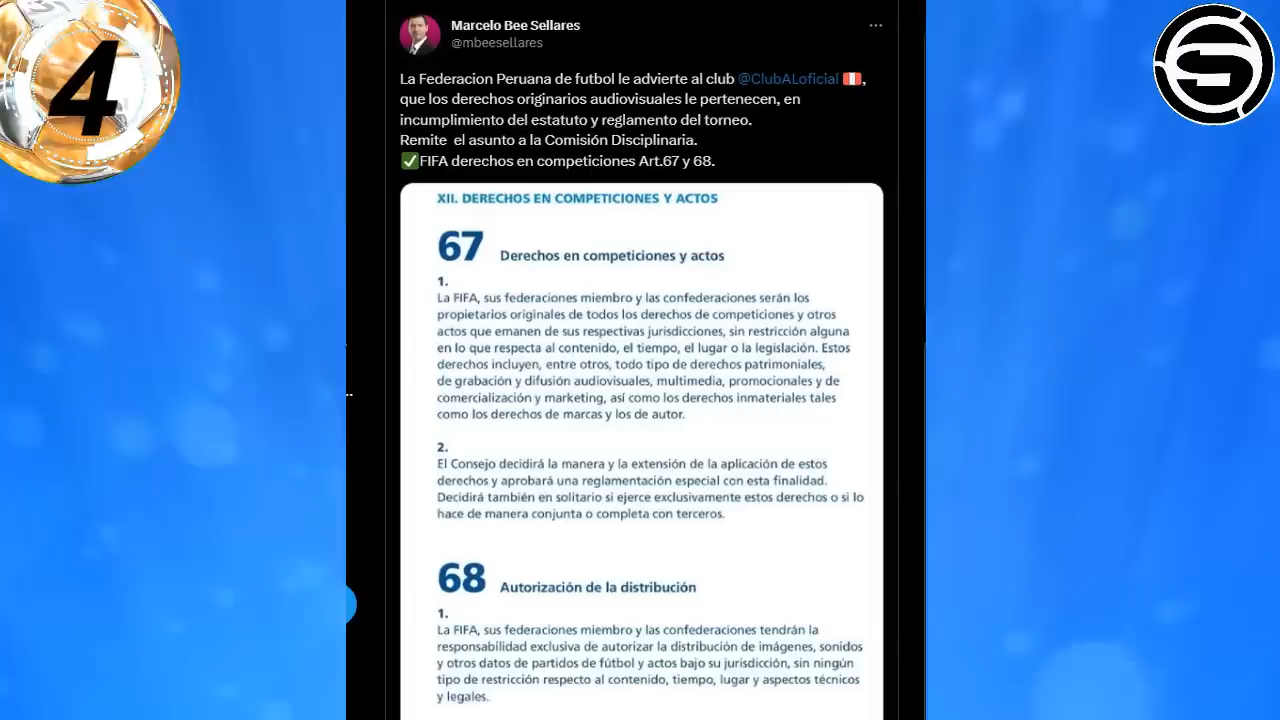 4
Marcelo Bee Sellares
@mbeesellares
La Federacion Peruana de futbol le advierte al club @ClubALoficial 🇵🇪,
que los derechos originarios audiovisuales le pertenecen, en
incumplimiento del estatuto y reglamento del torneo.
Remite el asunto a la Comisión Disciplinaria.
✅FIFA derechos en competiciones Art.67 y 68.
XII. DERECHOS EN COMPETICIONES Y ACTOS
67 Derechos en competiciones y actos
1.
La FIFA, sus federaciones miembro y las confederaciones serán los
propietarios originales de todos los derechos de competiciones y otros
actos que emanen de sus respectivas jurisdicciones, sin restricción alguna
en lo que respecta al contenido, el tiempo, el lugar o la legislación. Estos
derechos incluyen, entre otros, todo tipo de derechos patrimoniales,
de grabación y difusión audiovisuales, multimedia, promocionales y de
comercialización y marketing, así como los derechos inmateriales tales
como los derechos de marcas y los de autor.
2.
El Consejo decidirá la manera y la extensión de la aplicación de estos
derechos y aprobará una reglamentación especial con esta finalidad.
Decidirá también en solitario si ejerce exclusivamente estos derechos o si lo
hace de manera conjunta o completa con terceros.
68 Autorización de la distribución
1.
La FIFA, sus federaciones miembro y las confederaciones tendrán la
responsabilidad exclusiva de autorizar la distribución de imágenes, sonidos
y otros datos de partidos de fútbol y actos bajo su jurisdicción, sin ningún
tipo de restricción respecto al contenido, tiempo, lugar y aspectos técnicos
y legales.